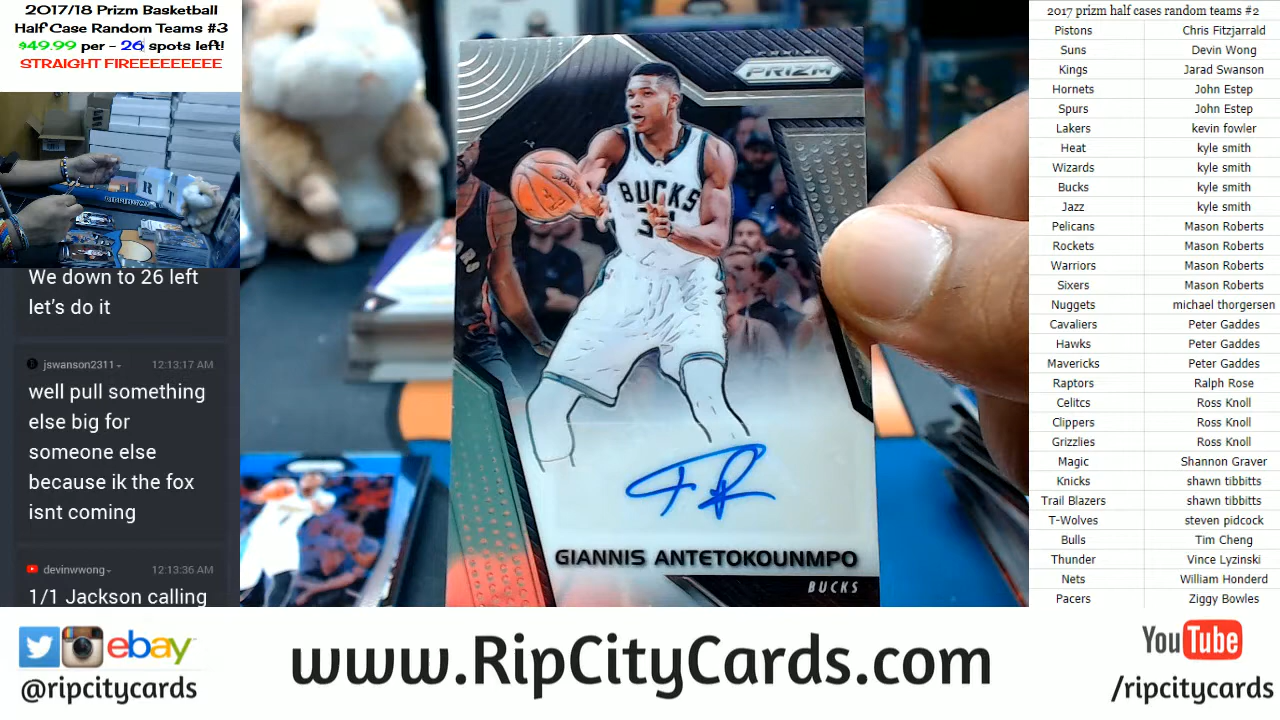 2017/18 Prizm Basketball
Half Case Random Teams #3
$49.99 per - 26 spots left!
STRAIGHT FIREEEEEEEEE
We down to 26 left
let's do it
jswanson2311
12:13:17 AM
well pull something
else big for
someone else
because ik the fox
isnt coming
devinwwong
12:13:36 AM
1/1 Jackson calling
PANINI
PRIZM
BUCKS
GIANNIS ANTETOKOUNMPO
BUCKS
2017 prizm half cases random teams #2
Pistons Chris Fitzjarrald
Suns Devin Wong
Kings Jarad Swanson
Hornets John Estep
Spurs John Estep
Lakers kevin fowler
Heat kyle smith
Wizards kyle smith
Bucks kyle smith
Jazz kyle smith
Pelicans Mason Roberts
Rockets Mason Roberts
Warriors Mason Roberts
Sixers Mason Roberts
Nuggets michael thorgersen
Cavaliers Peter Gaddes
Hawks Peter Gaddes
Mavericks Peter Gaddes
Raptors Ralph Rose
Celitcs Ross Knoll
Clippers Ross Knoll
Grizzlies Ross Knoll
Magic Shannon Graver
Knicks shawn tibbitts
Trail Blazers shawn tibbitts
T-Wolves steven pidcock
Bulls Tim Cheng
Thunder Vince Lyzinski
Nets William Honderd
Pacers Ziggy Bowles
ebay
@ripcitycards
www.RipCityCards.com
YouTube
/ripcitycards